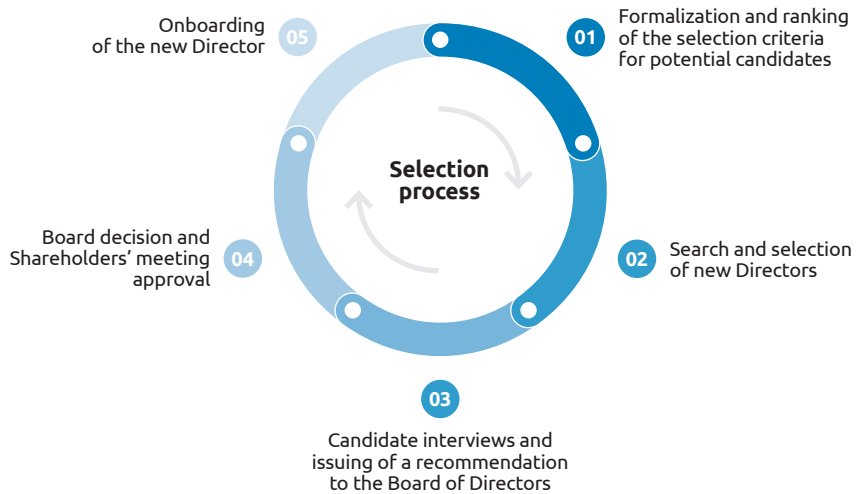 Selection
process
01
Formalization and ranking
of the selection criteria
for potential candidates
02
Search and selection
of new Directors
03
Candidate interviews and
issuing of a recommendation
to the Board of Directors
04
Board decision and
Shareholders’ meeting
approval
05
Onboarding
of the new Director